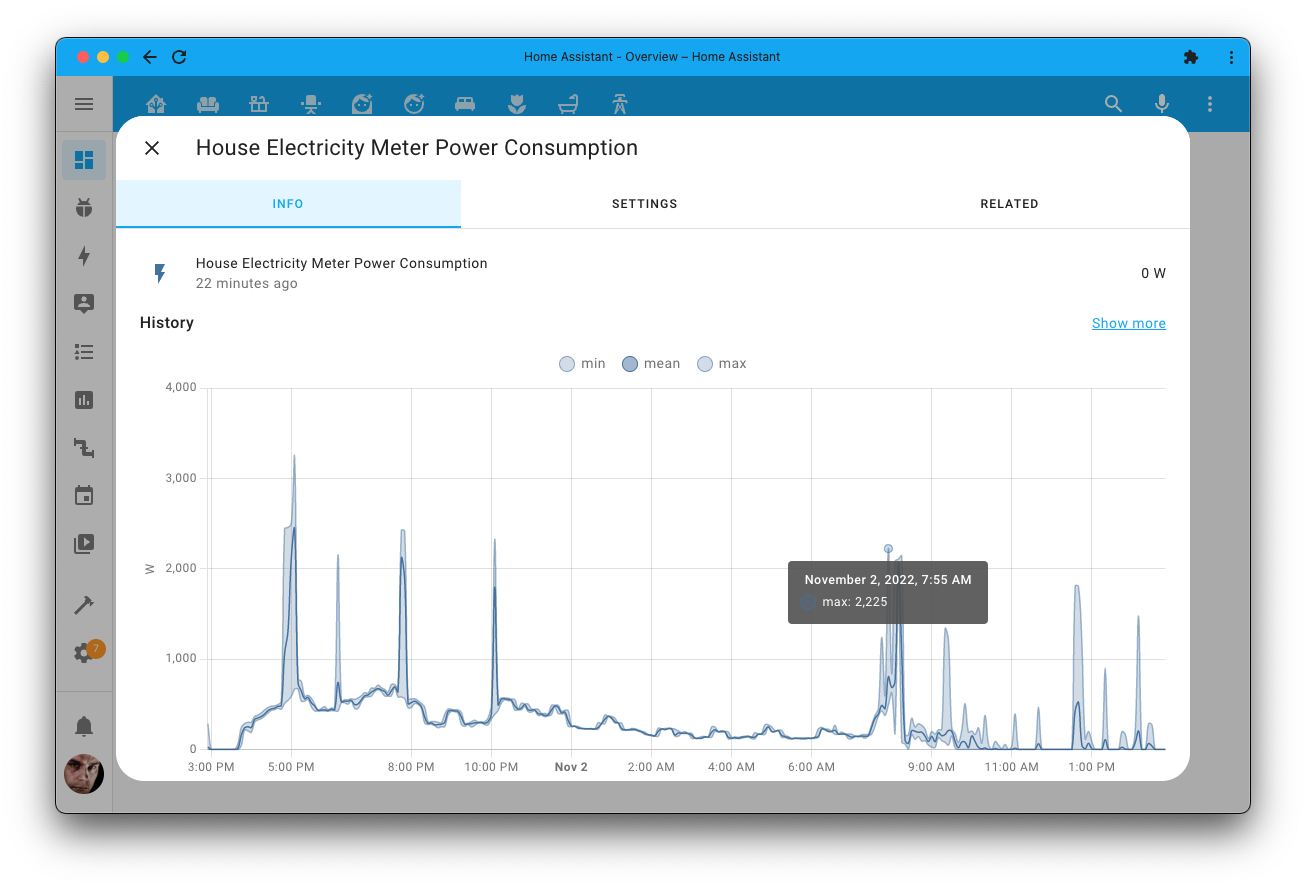 Home Assistant - Overview – Home Assistant
House Electricity Meter Power Consumption
INFO
SETTINGS
RELATED
House Electricity Meter Power Consumption
22 minutes ago
0 W
History
Show more
min
mean
max
4,000
3,000
2,000
1,000
0
W
November 2, 2022, 7:55 AM
max: 2,225
3:00 PM
5:00 PM
8:00 PM
10:00 PM
Nov 2
2:00 AM
4:00 AM
6:00 AM
9:00 AM
11:00 AM
1:00 PM
7